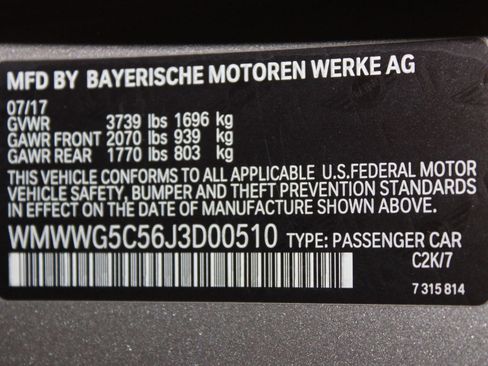 MFD BY BAYERISCHE MOTOREN WERKE AG
07/17
GVWR 3739 lbs 1696 kg
GAWR FRONT 2070 lbs 939 kg
GAWR REAR 1770 lbs 803 kg
THIS VEHICLE CONFORMS TO ALL APPLICABLE U.S.FEDERAL MOTOR
VEHICLE SAFETY, BUMPER AND THEFT PREVENTION STANDARDS
IN EFFECT ON THE DATE OF MANUFACTURE SHOWN ABOVE.
WMWWG5C56J3D00510 TYPE: PASSENGER CAR
C2K/7
7 315 814